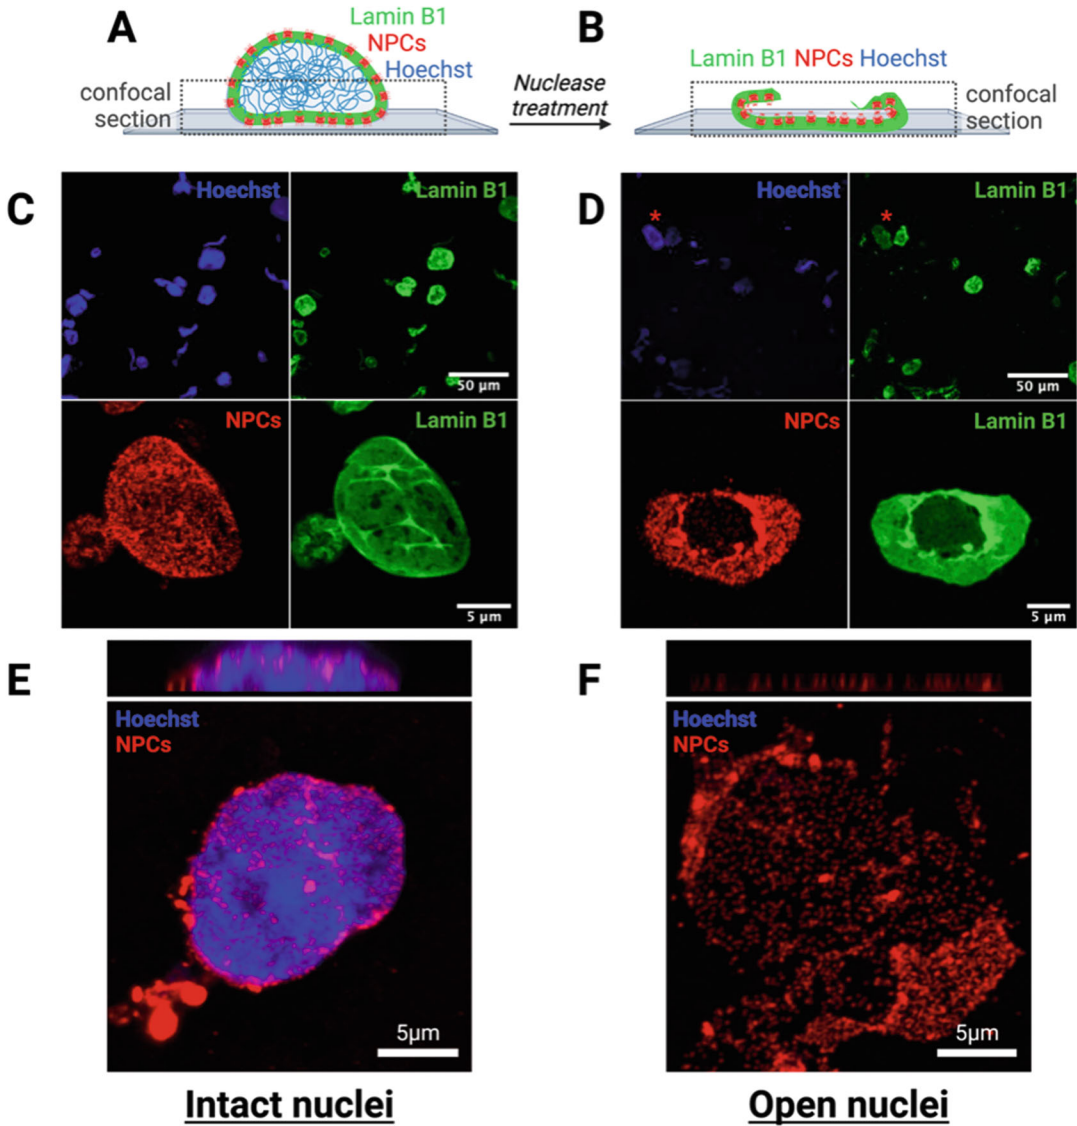 A
Lamin B1
NPCs
Hoechst
confocal
section
Nuclease
treatment
B
Lamin B1 NPCs Hoechst
confocal
section
C
Hoechst
Lamin B1
50 µm
NPCs
Lamin B1
5 µm
D
*
Hoechst
*
Lamin B1
50 µm
NPCs
Lamin B1
5 µm
E
Hoechst
NPCs
5µm
Intact nuclei
F
Hoechst
NPCs
5µm
Open nuclei